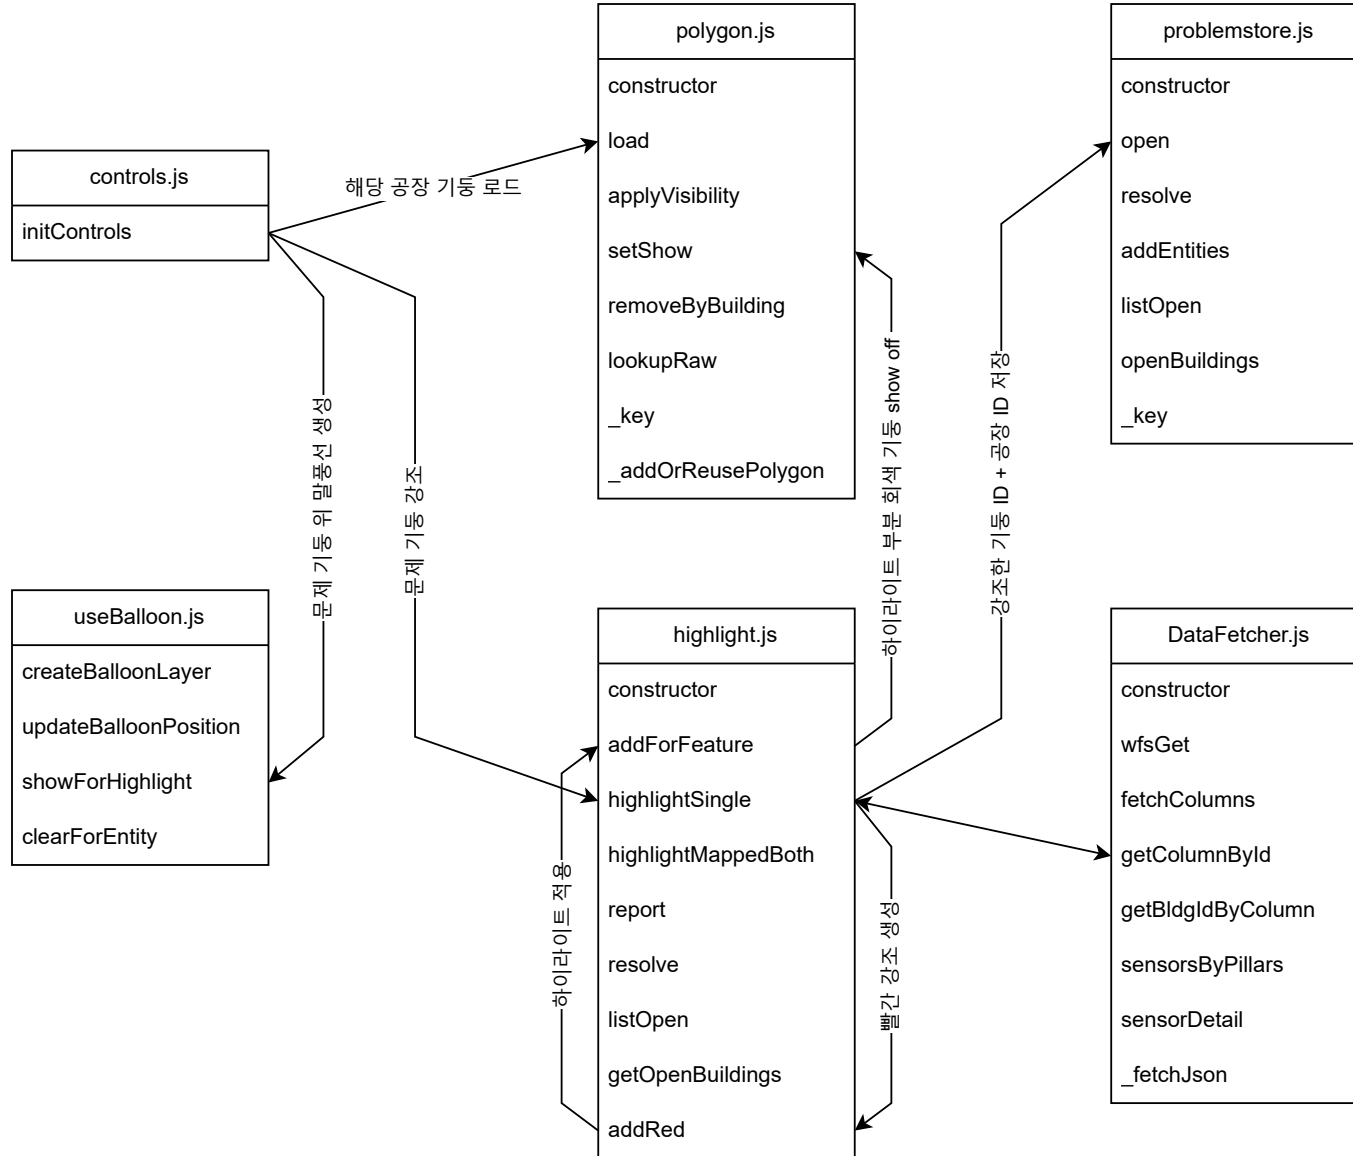 controls.js
initControls
해당 공장 기둥 로드
문제 기둥 위 말풍선 생성
문제 기둥 강조
useBalloon.js
createBalloonLayer
updateBalloonPosition
showForHighlight
clearForEntity
polygon.js
constructor
load
applyVisibility
setShow
removeByBuilding
lookupRaw
_key
_addOrReusePolygon
하이라이트 부분 회색 기둥 show off
강조한 기둥 ID + 공장 ID 저장
highlight.js
constructor
addForFeature
highlightSingle
highlightMappedBoth
report
resolve
listOpen
getOpenBuildings
addRed
하이라이트 적용
빨간 강조 생성
problemstore.js
constructor
open
resolve
addEntities
listOpen
openBuildings
_key
DataFetcher.js
constructor
wfsGet
fetchColumns
getColumnById
getBldgIdByColumn
sensorsByPillars
sensorDetail
_fetchJson